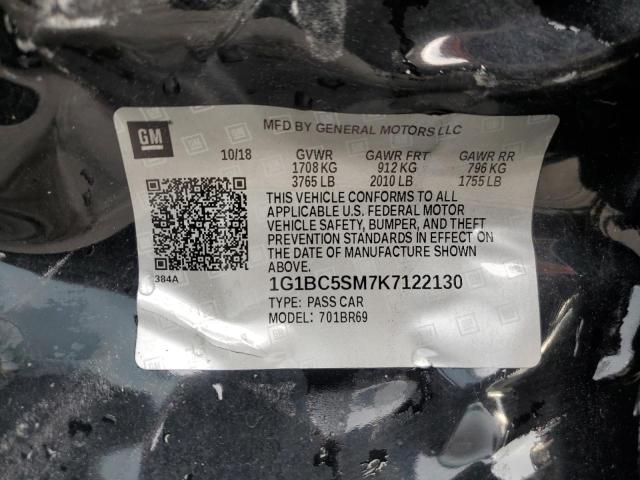 GM
MFD BY GENERAL MOTORS LLC
10/18 GVWR GAWR FRT GAWR RR
1708 KG 912 KG 796 KG
3765 LB 2010 LB 1755 LB
THIS VEHICLE CONFORMS TO ALL
APPLICABLE U.S. FEDERAL MOTOR
VEHICLE SAFETY, BUMPER, AND THEFT
PREVENTION STANDARDS IN EFFECT ON
THE DATE OF MANUFACTURE SHOWN
ABOVE.
384A
1G1BC5SM7K7122130
TYPE: PASS CAR
MODEL: 701BR69